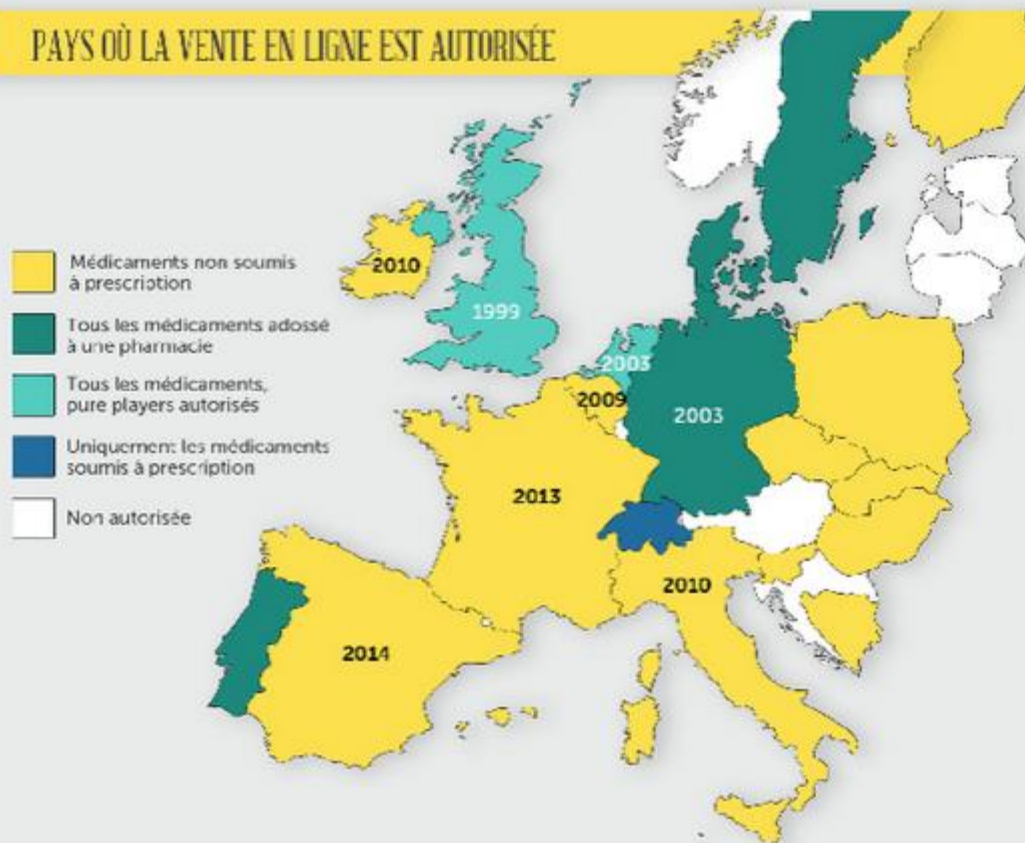 PAYS OÙ LA VENTE EN LIGNE EST AUTORISÉE
Médicaments non soumis
à prescription
Tous les médicaments adossé
à une pharmacie
Tous les médicaments,
pure players autorisés
Uniquement les médicaments
soumis à prescription
Non autorisée
2010
1999
2003
2009
2003
2013
2010
2014